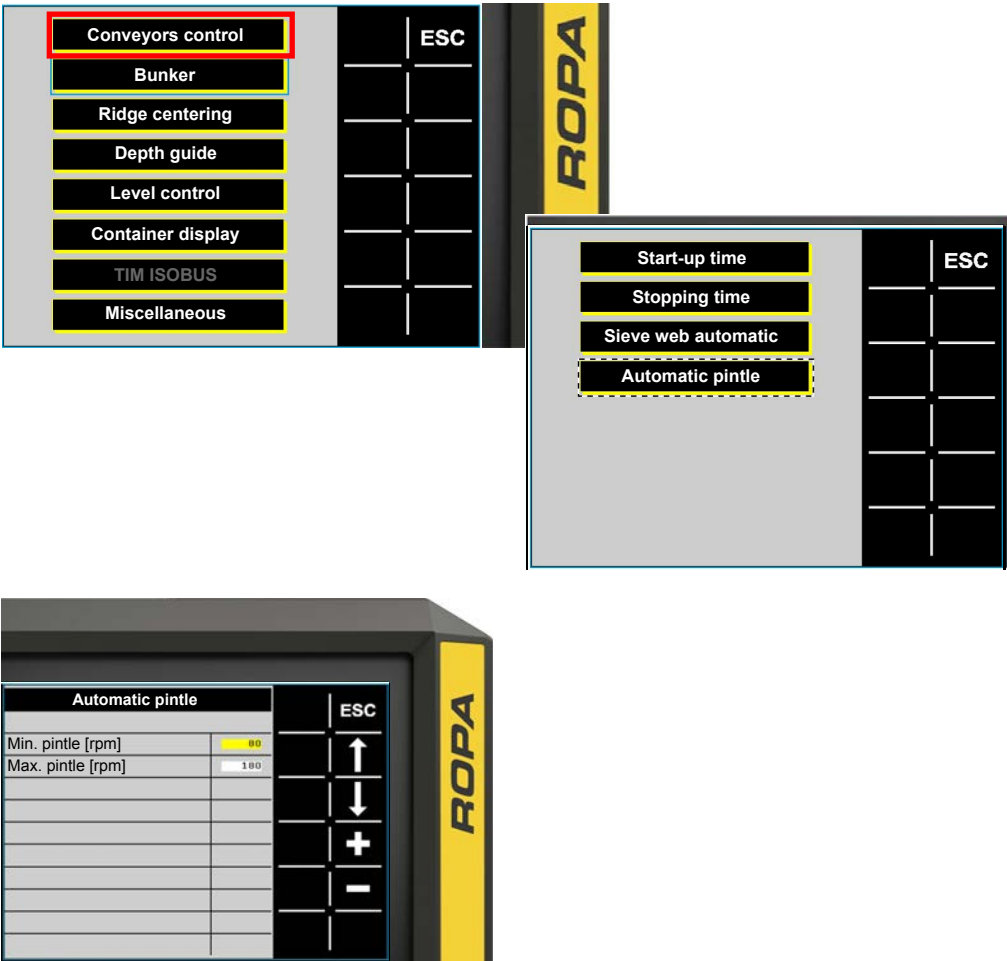 Conveyors control
ESC
Bunker
Ridge centering
Depth guide
Level control
Container display
TIM ISOBUS
Miscellaneous
ROPA
Start-up time
ESC
Stopping time
Sieve web automatic
Automatic pintle
Automatic pintle
ESC
Min. pintle [rpm] 80
Max. pintle [rpm] 180
+
-
ROPA